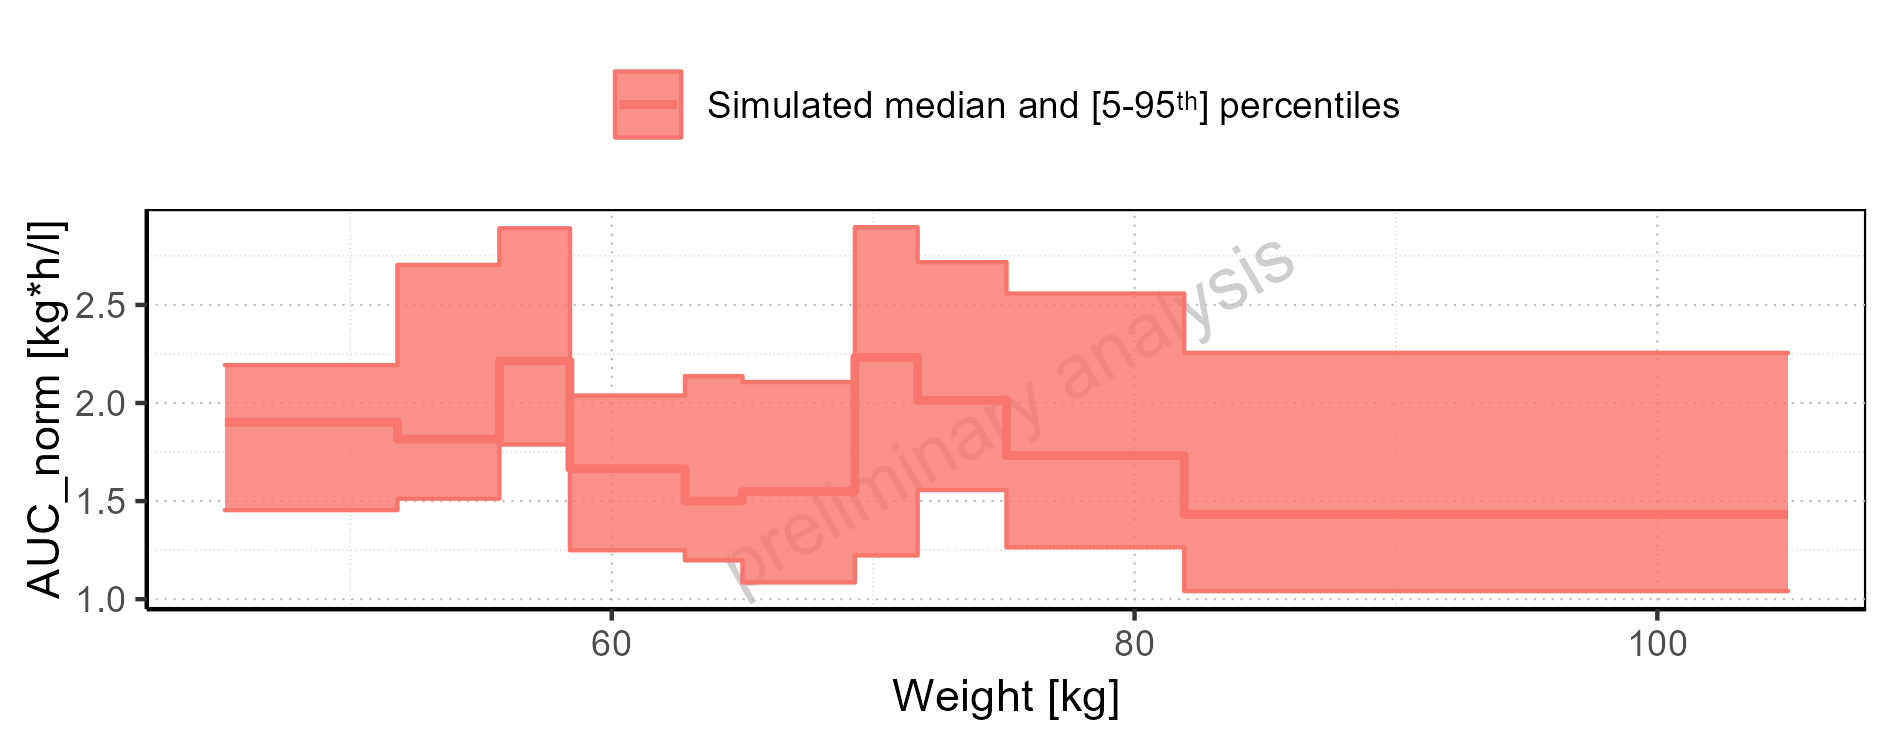 Simulated median and [5-95ᵗʰ] percentiles
AUC_norm [kg*h/l]
2.5
2.0
1.5
1.0
preliminary analysis
60 80 100
Weight [kg]